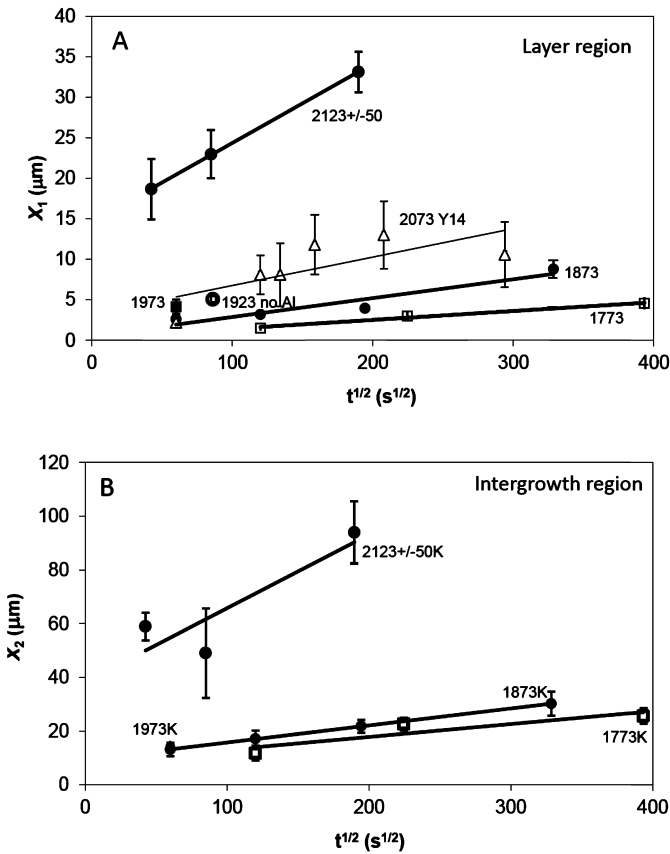 40
A
Layer region
35
30
2123+/-50
25
X1 (μm)
20
2073 Y14
15
10
1973
1923 no Al
1873
5
1773
0
0 100 200 300 400
t1/2 (s1/2)
120
B
Intergrowth region
100
2123+/-50K
80
X2 (μm)
60
40
1973K
1873K
20
1773K
0
0 100 200 300 400
t1/2 (s1/2)